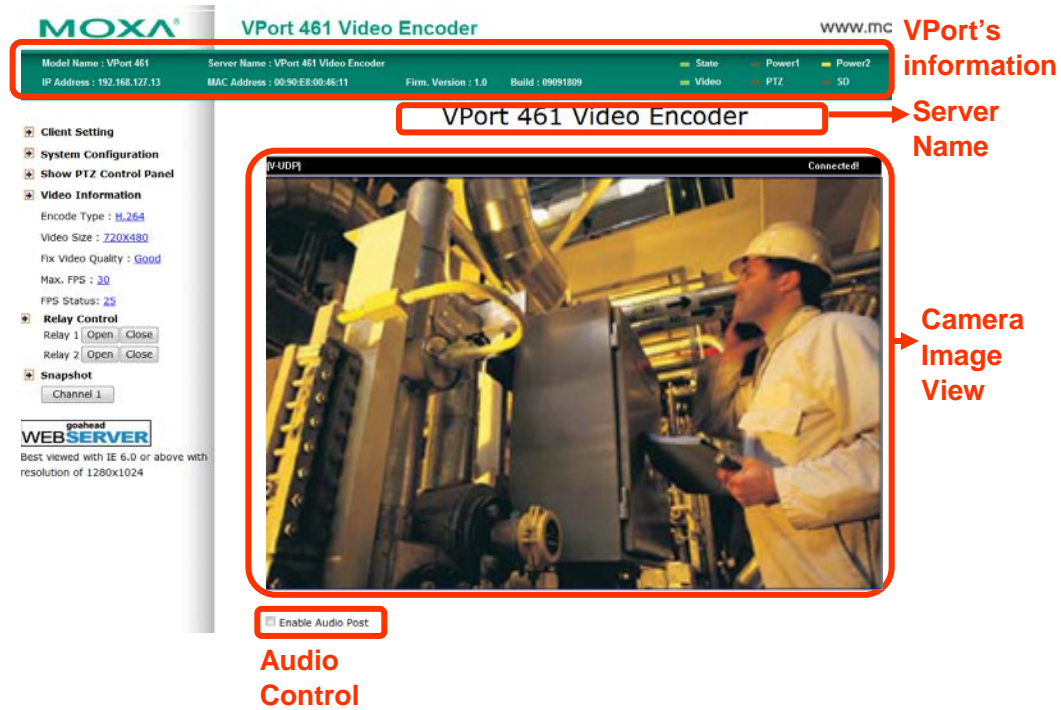 MOXA®
VPort 461 Video Encoder
www.mc
VPort's
information
Model Name : VPort 461
Server Name : VPort 461 Video Encoder
State
Power1
Power2
IP Address : 192.168.127.13
MAC Address : 00:90:E8:00:46:11
Firm. Version : 1.0
Build : 09091809
Video
PTZ
SD
VPort 461 Video Encoder
Server
Name
Client Setting
System Configuration
Show PTZ Control Panel
Video Information
Encode Type : H.264
Video Size : 720X480
Fix Video Quality : Good
Max. FPS : 30
FPS Status: 25
Relay Control
Relay 1 Open Close
Relay 2 Open Close
Snapshot
Channel 1
goahead
WEBSERVER
Best viewed with IE 6.0 or above with
resolution of 1280x1024
[V-UDP]
Connected!
Camera
Image
View
Enable Audio Post
Audio
Control